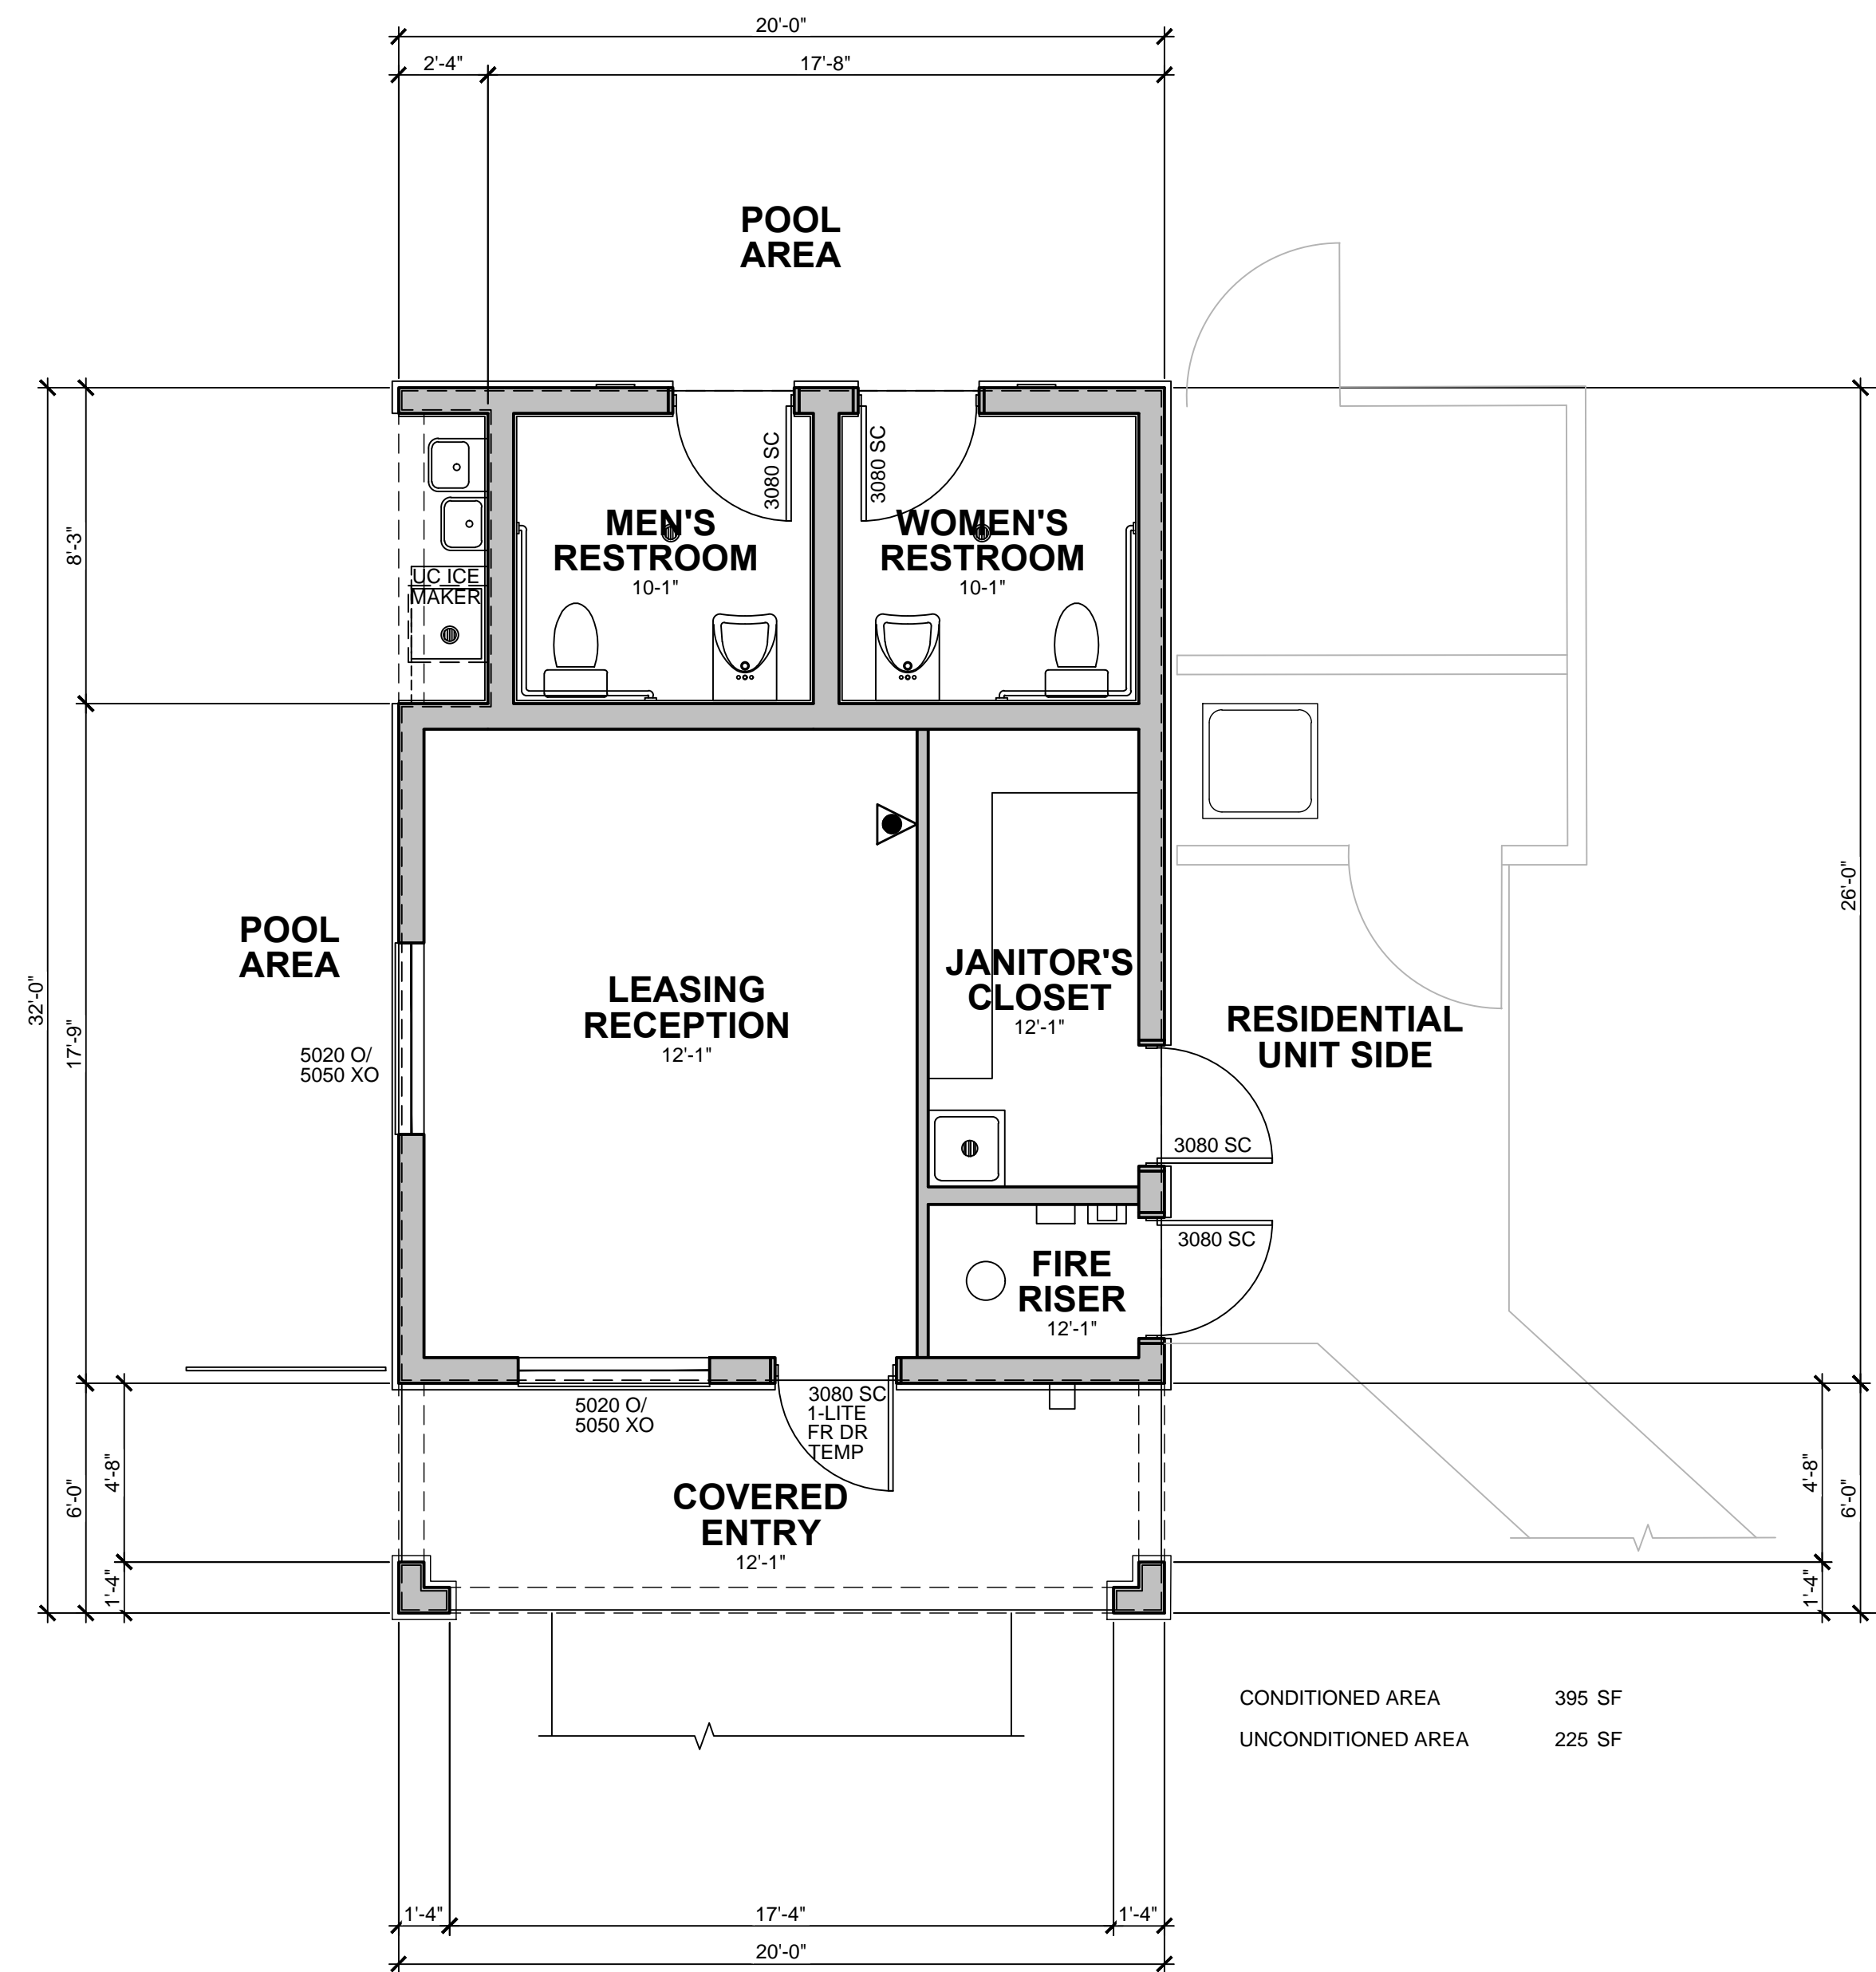 20'-0"
2'-4"
17'-8"
POOL
AREA
3080 SC
3080 SC
MEN'S
RESTROOM
10-1"
WOMEN'S
RESTROOM
10-1"
8'-3"
UC ICE
MAKER
POOL
AREA
32'-0"
17'-9"
26'-0"
5020 O/
5050 XO
LEASING
RECEPTION
12'-1"
JANITOR'S
CLOSET
12'-1"
RESIDENTIAL
UNIT SIDE
3080 SC
3080 SC
FIRE
RISER
12'-1"
5020 O/
5050 XO
3080 SC
1-LITE
FR DR
TEMP
COVERED
ENTRY
12'-1"
6'-0"
4'-8"
1'-4"
4'-8"
6'-0"
1'-4"
CONDITIONED AREA 395 SF
UNCONDITIONED AREA 225 SF
1'-4"
17'-4"
1'-4"
20'-0"